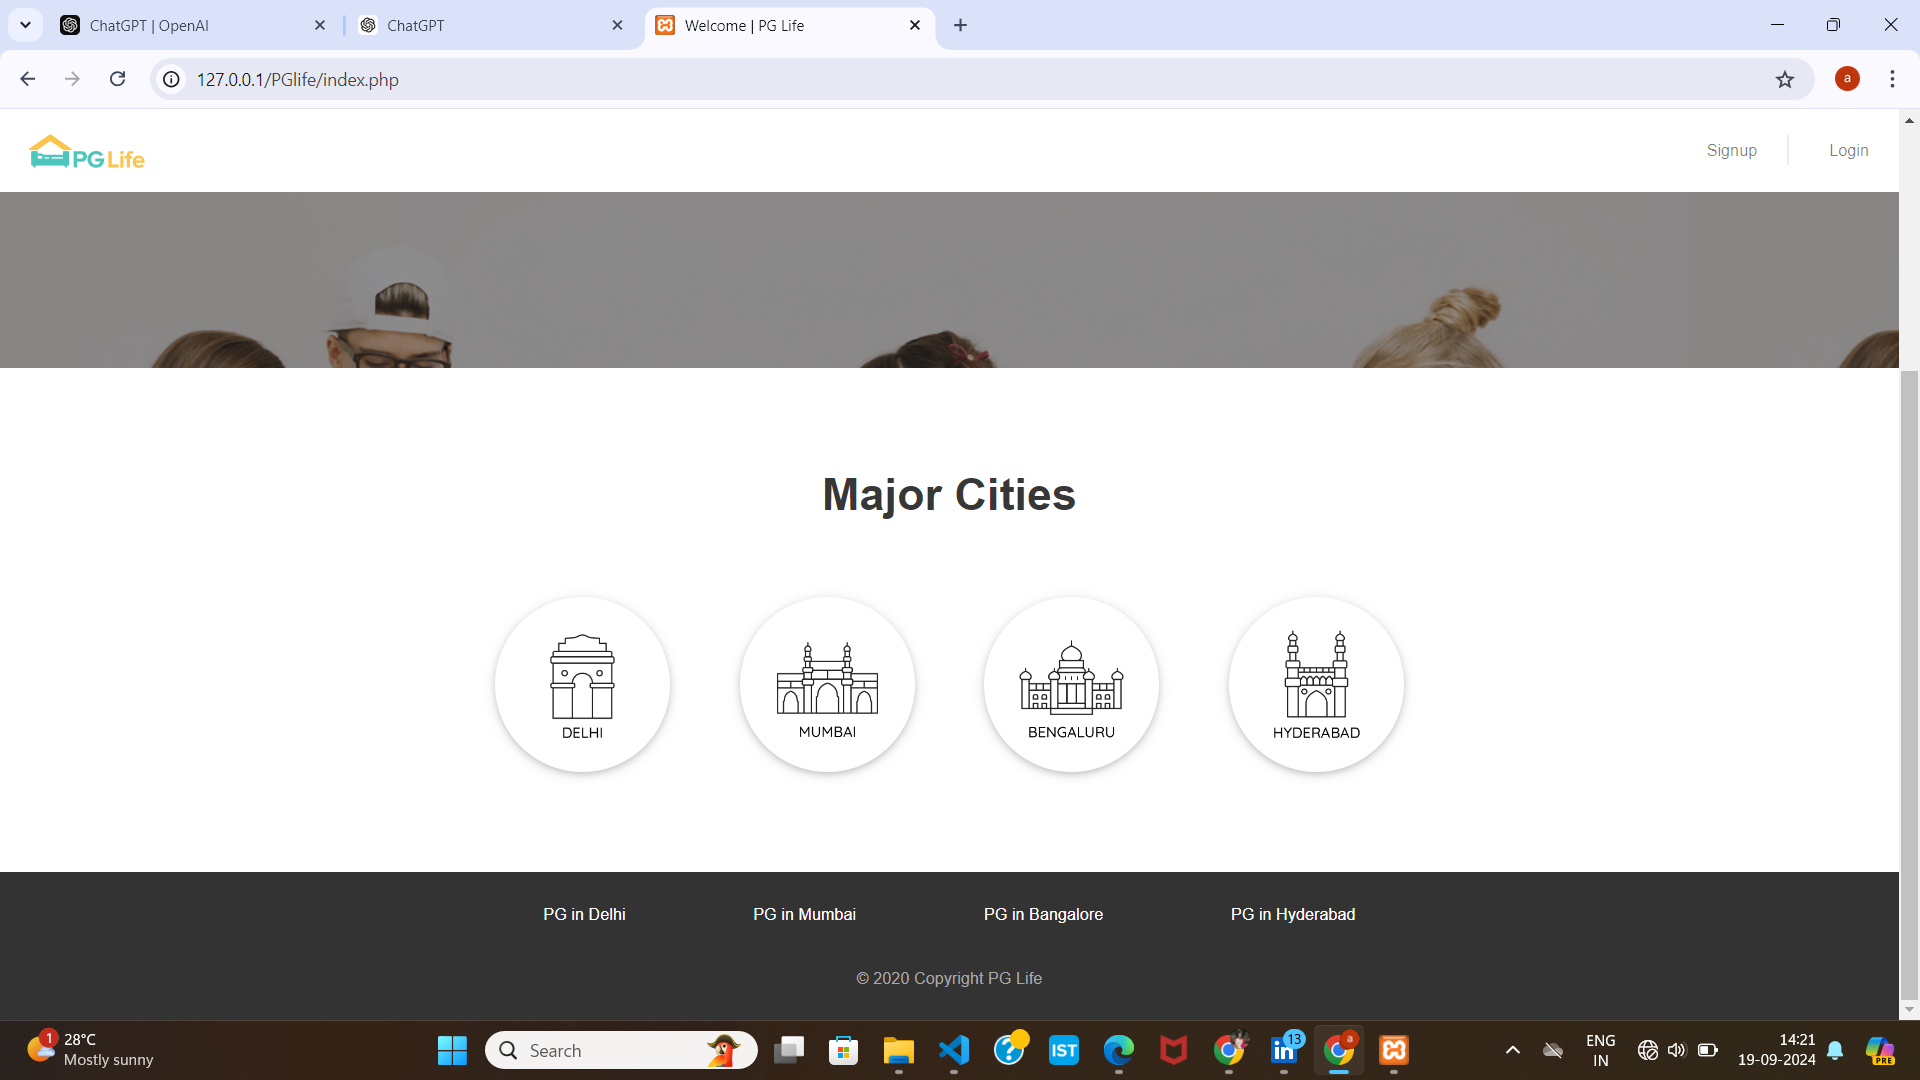 ChatGPT | OpenAI
ChatGPT
Welcome | PG Life
127.0.0.1/PGlife/index.php
a
PG Life
Signup
Login
Major Cities
DELHI
MUMBAI
BENGALURU
HYDERABAD
PG in Delhi
PG in Mumbai
PG in Bangalore
PG in Hyderabad
© 2020 Copyright PG Life
1
28°C
Mostly sunny
Search
IST
13
a
ENG
IN
14:21
19-09-2024
PRE